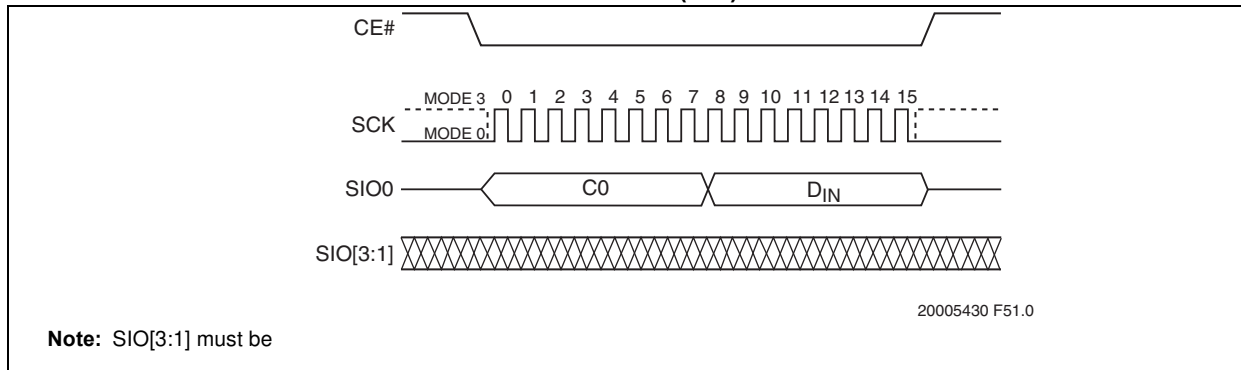 CE#
MODE 3 0 1 2 3 4 5 6 7 8 9 10 11 12 13 14 15
SCK
MODE 0
SIO0 C0 DIN
SIO[3:1]
20005430 F51.0
Note: SIO[3:1] must be